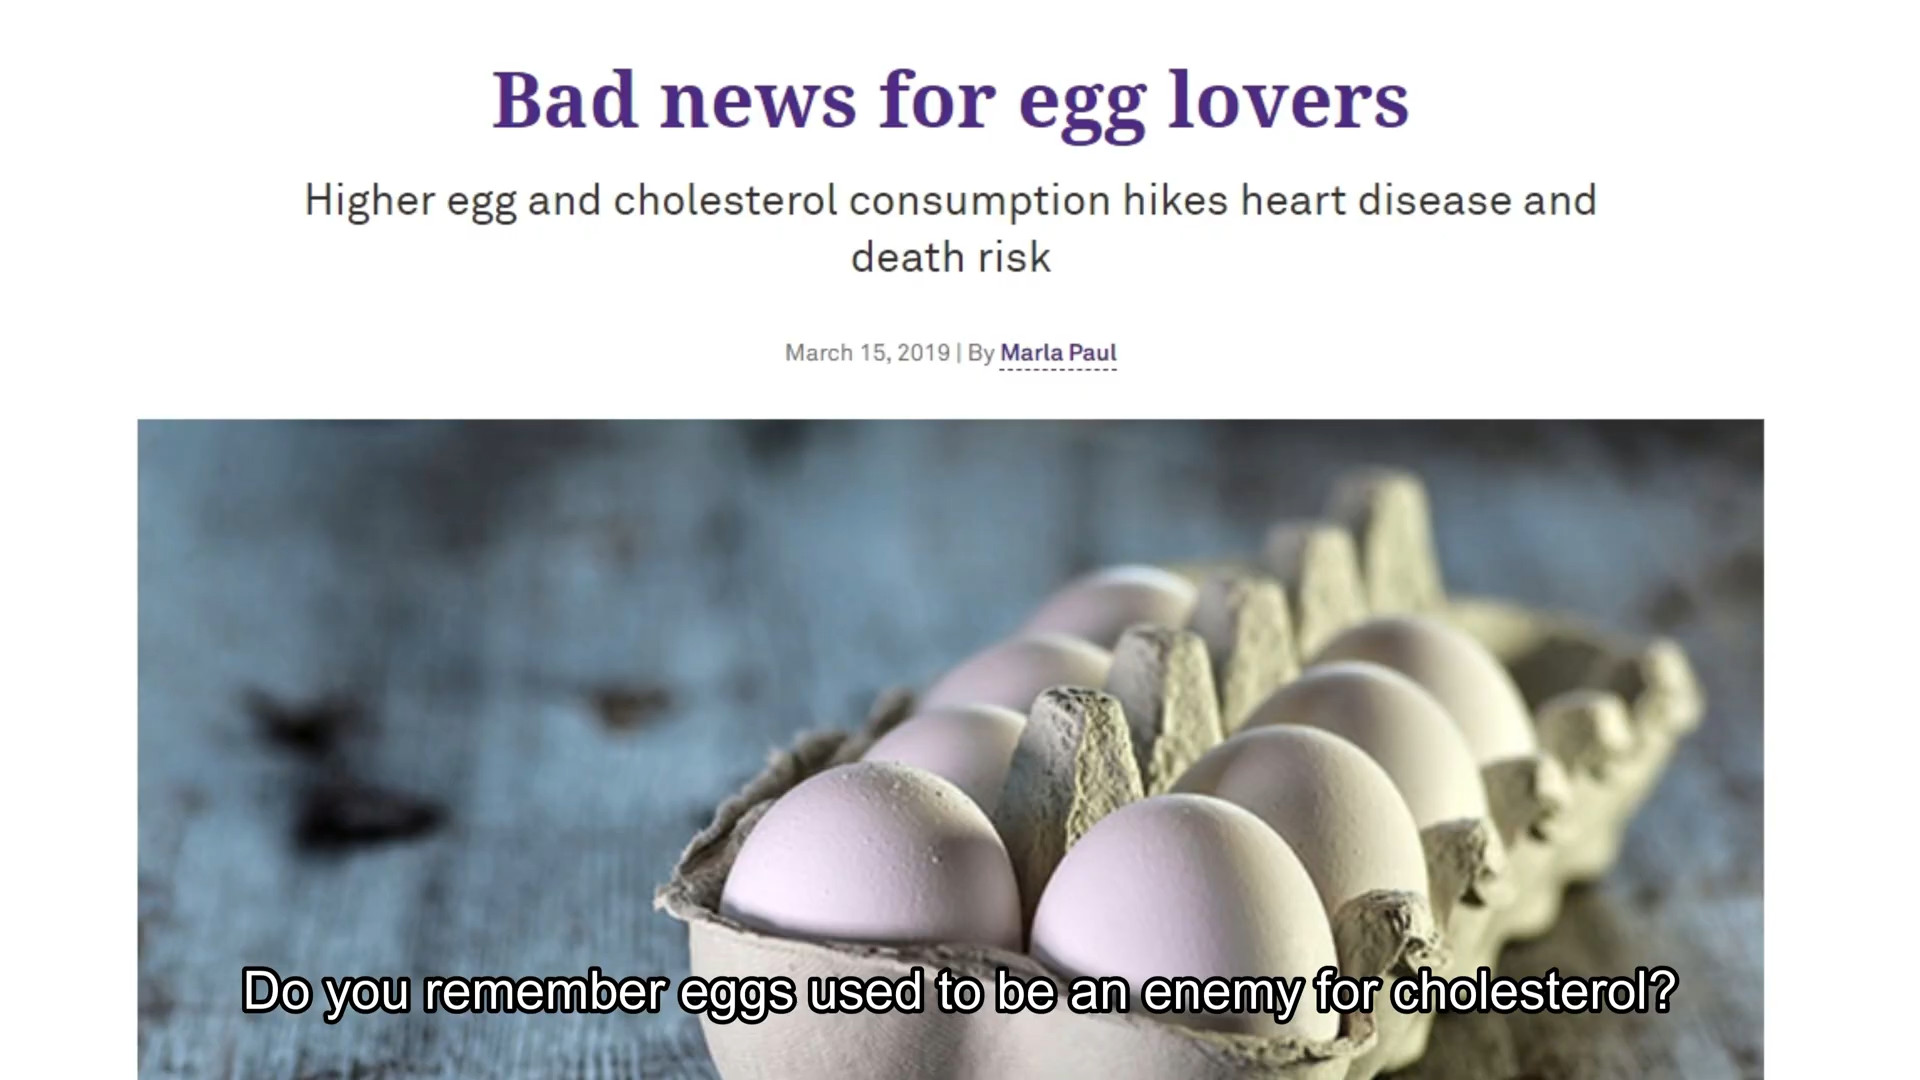 Bad news for egg lovers
Higher egg and cholesterol consumption hikes heart disease and
death risk
March 15, 2019 | By Marla Paul
Do you remember eggs used to be an enemy for cholesterol?